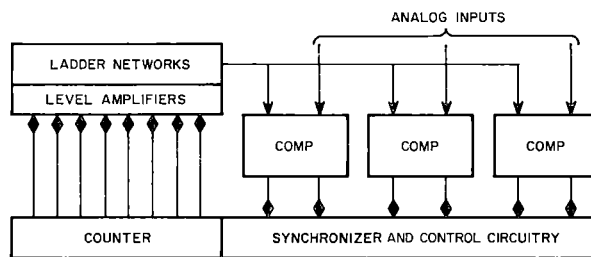 ANALOG INPUTS
LADDER NETWORKS
LEVEL AMPLIFIERS
COMP
COMP
COMP
COUNTER
SYNCHRONIZER AND CONTROL CIRCUITRY